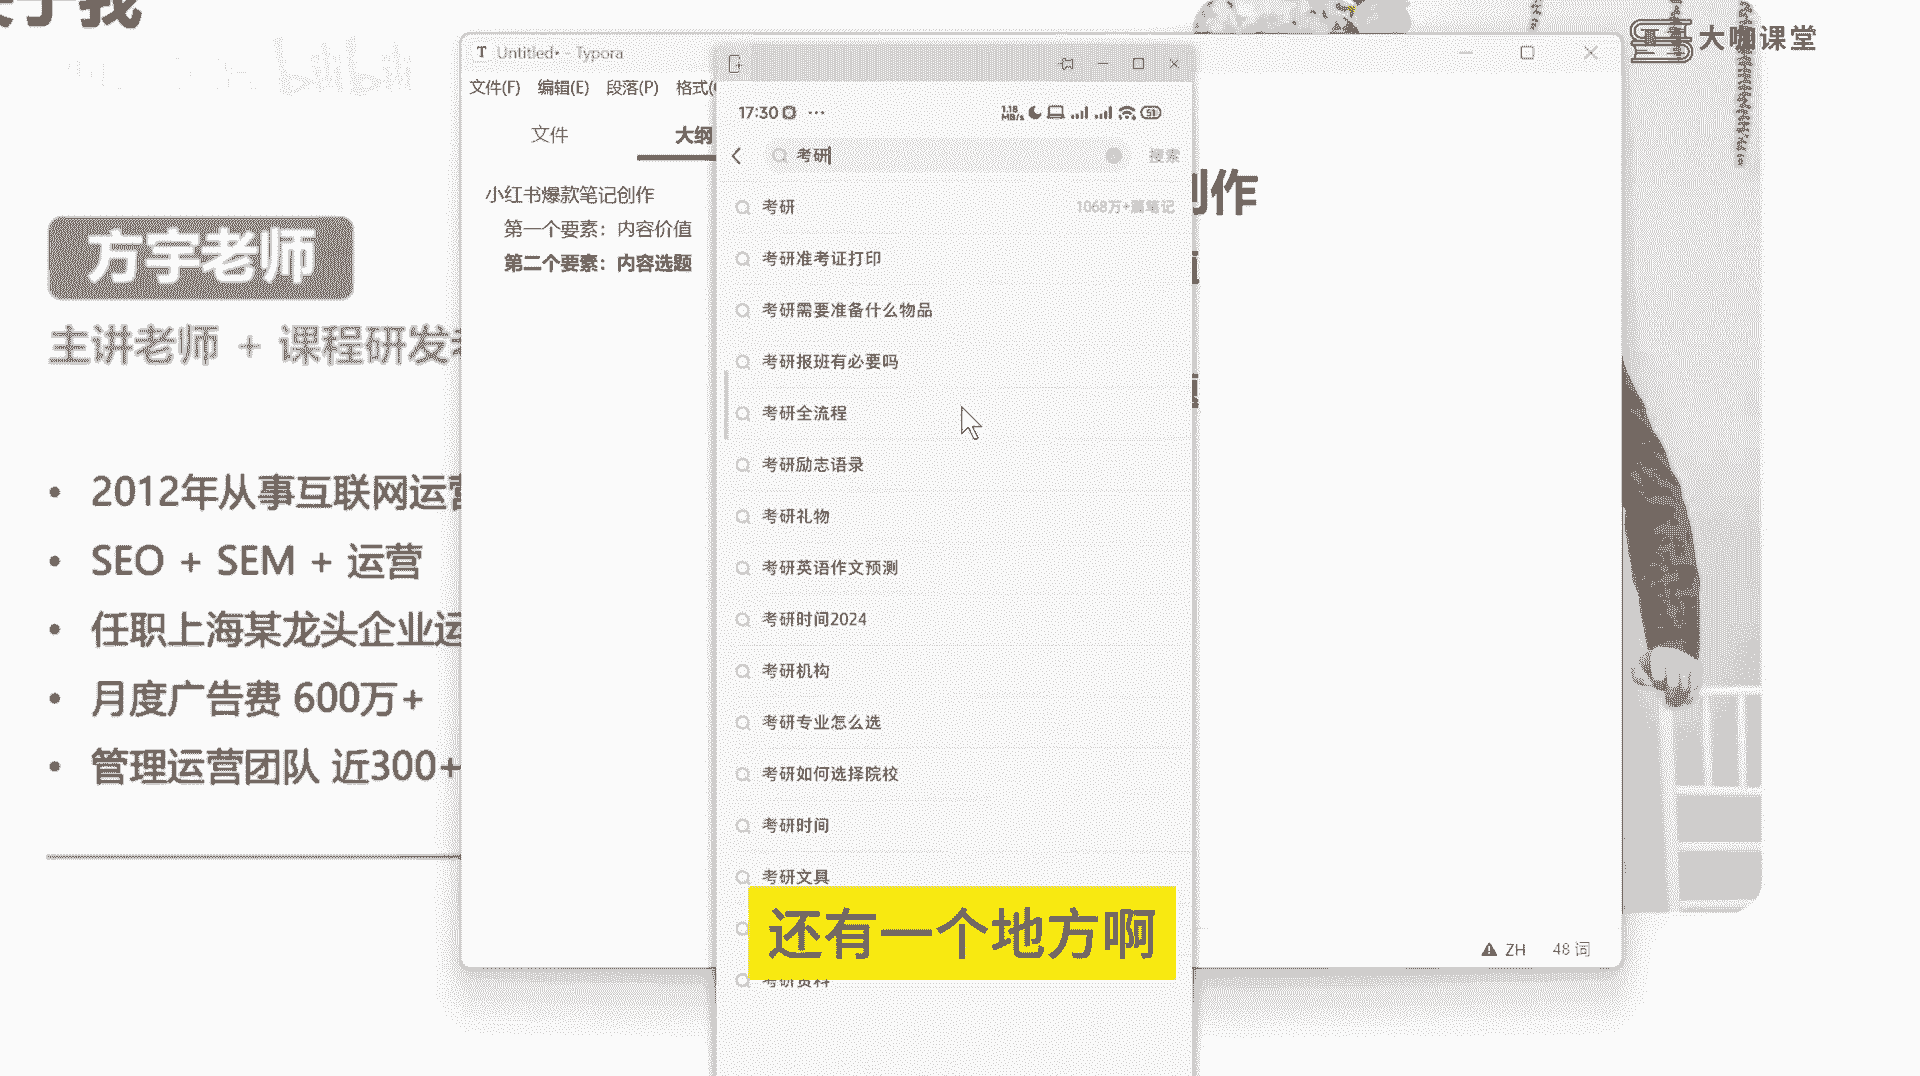 关于我
bilibili
大咖课堂
方宇老师
主讲老师 + 课程研发
2012年从事互联网运营
SEO + SEM + 运营
任职上海某龙头企业运
月度广告费 600万+
管理运营团队 近300+
Untitled• - Typora
文件(F) 编辑(E) 段落(P) 格式(
文件
大纲
小红书爆款笔记创作
第一个要素：内容价值
第二个要素：内容选题
创作
17:30
1.18 MB/s
51
考研
搜索
考研
1068万+篇笔记
考研准考证打印
考研需要准备什么物品
考研报班有必要吗
考研全流程
考研励志语录
考研礼物
考研英语作文预测
考研时间2024
考研机构
考研专业怎么选
考研如何选择院校
考研时间
考研文具
考研资料
还有一个地方啊
ZH
48 词